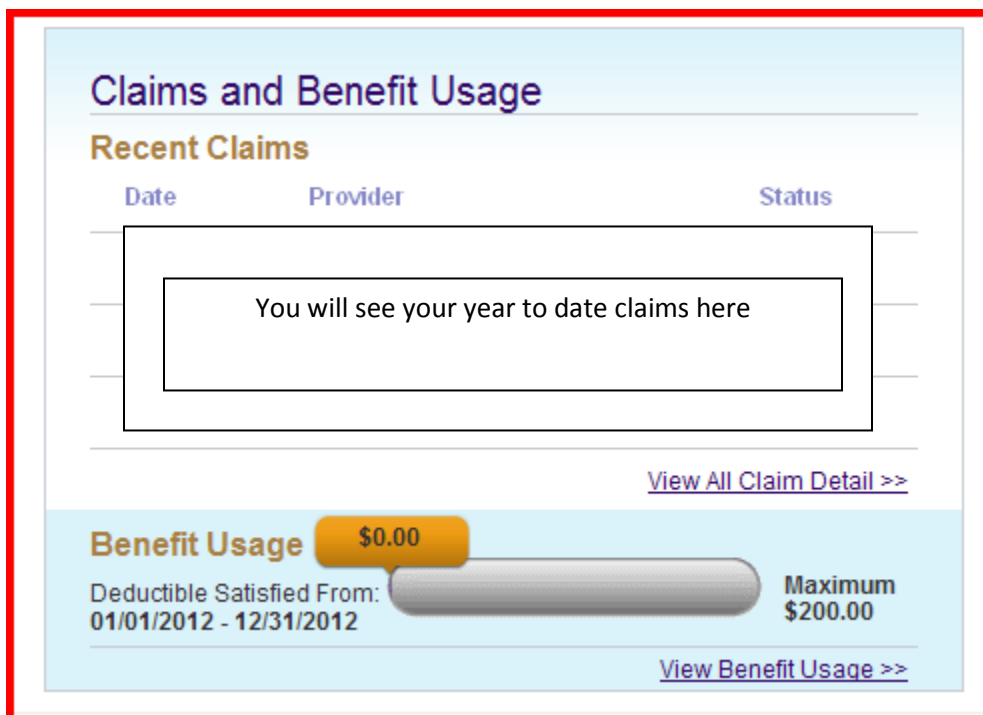 Claims and Benefit Usage
Recent Claims
Date Provider Status
You will see your year to date claims here
View All Claim Detail >>
Benefit Usage $0.00
Deductible Satisfied From:
01/01/2012 - 12/31/2012
Maximum
$200.00
View Benefit Usage >>